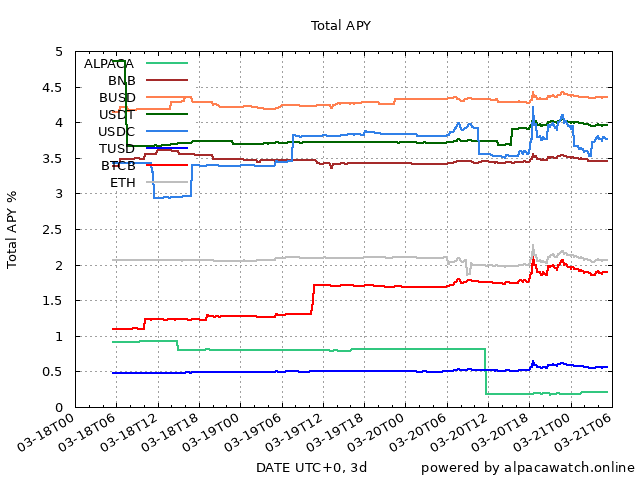 Total APY
Total APY %
5
4.5
4
3.5
3
2.5
2
1.5
1
0.5
0
ALPACA
BNB
BUSD
USDT
USDC
TUSD
BTCB
ETH
03-18T00
03-18T06
03-18T12
03-18T18
03-19T00
03-19T06
03-19T12
03-19T18
03-20T00
03-20T06
03-20T12
03-20T18
03-21T00
03-21T06
DATE UTC+0, 3d
powered by alpacawatch.online